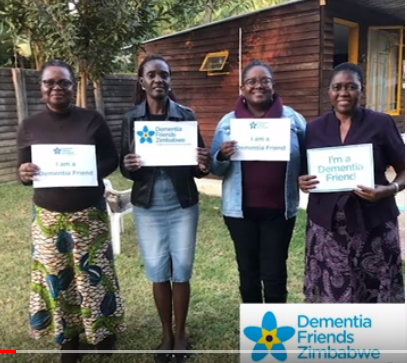 I am a
Dementia Friend
Dementia
Friends
Zimbabwe
I am a
Dementia Friend
I'm a
Dementia
Friend
Dementia
Friends
Zimbabwe